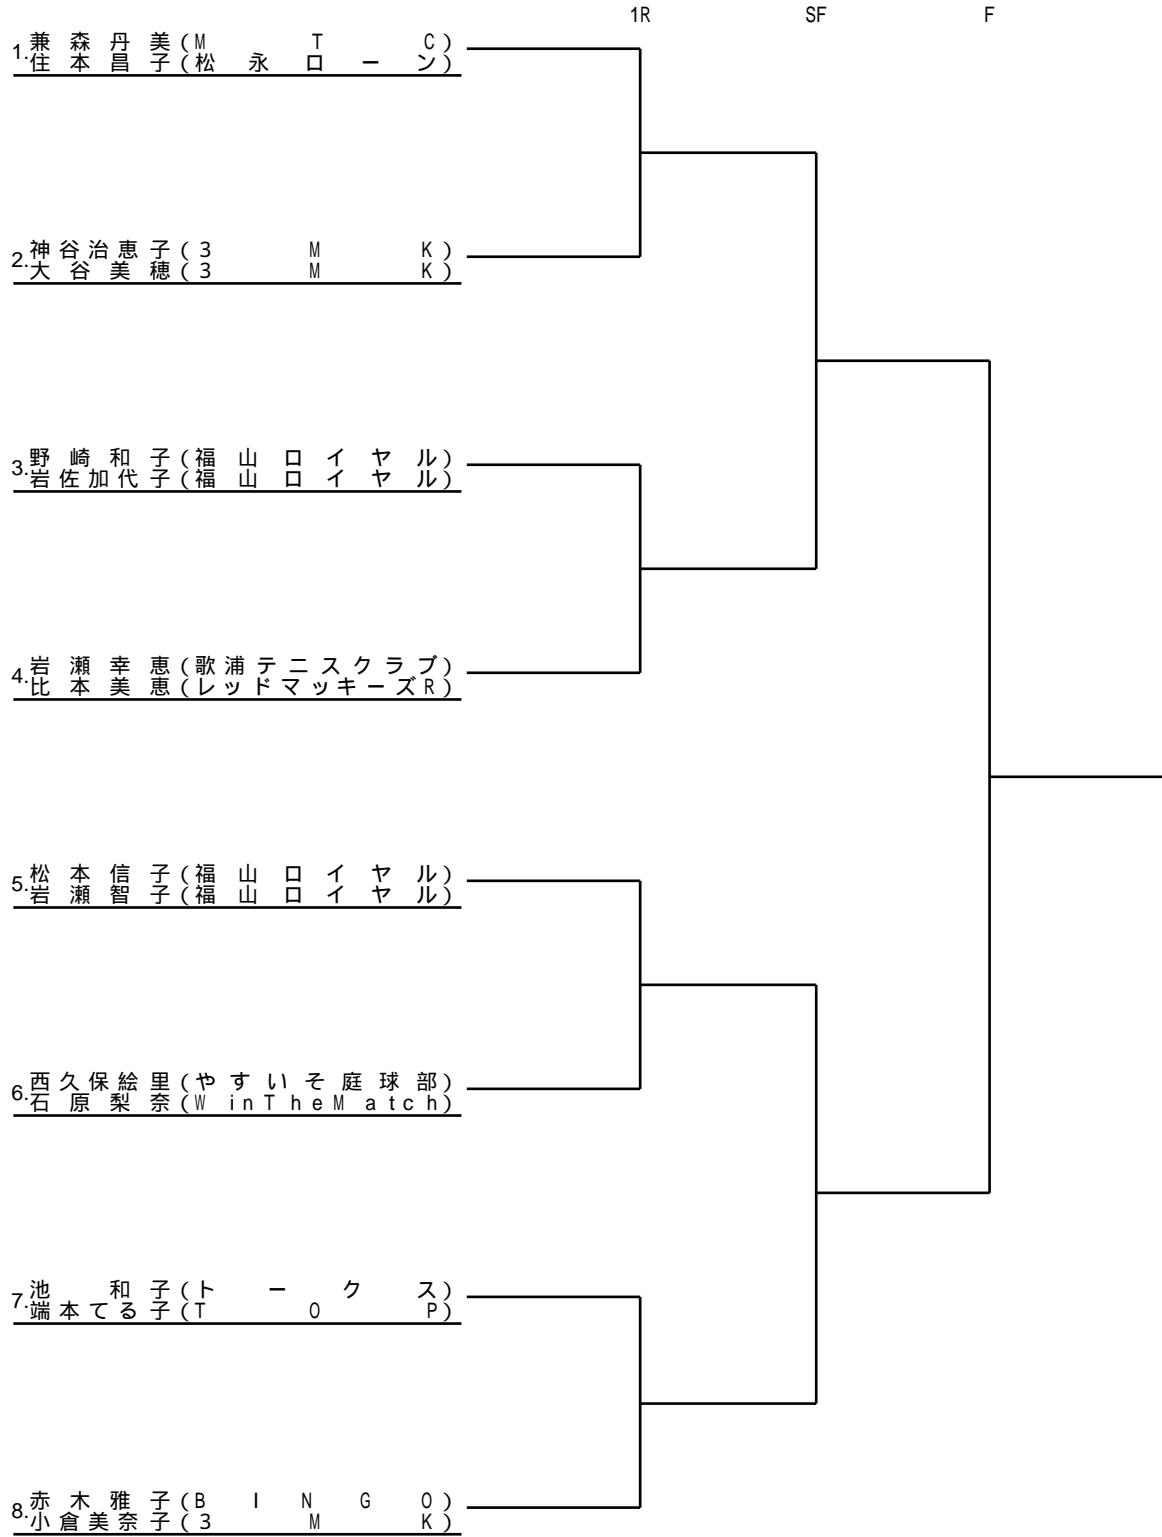 1R SF F
1. 兼森丹美(MTC)
住本昌子(松永ローン)
2. 神谷治恵子(3MK)
大谷美穂(3MK)
3. 野崎和子(福山ロイヤル)
岩佐加代子(福山ロイヤル)
4. 岩瀬幸恵(歌浦テニスクラブ)
比本美恵(レッドマッキーズR)
5. 松本信子(福山ロイヤル)
岩瀬智子(福山ロイヤル)
6. 西久保絵里(やすいそ庭球部)
石原梨奈(WinTheMatch)
7. 池和子(トークス)
端本てる子(TOP)
8. 赤木雅子(BINGO)
小倉美奈子(3MK)